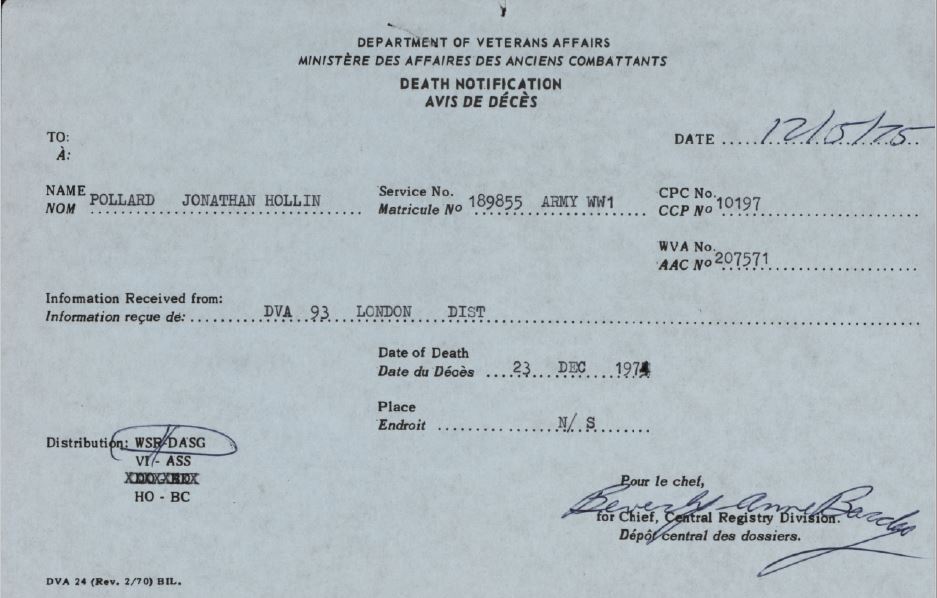 DEPARTMENT OF VETERANS AFFAIRS
MINISTÈRE DES AFFAIRES DES ANCIENS COMBATTANTS
DEATH NOTIFICATION
AVIS DE DÉCÈS
TO:
À:
DATE 12/5/75
NAME POLLARD JONATHAN HOLLIN Service No. 189855 ARMY WW1 CPC No. 10197
NOM Matricule Nº CCP Nº
WVA No. 207571
AAC Nº
Information Received from:
Information reçue de: DVA 93 LONDON DIST
Date of Death
Date du Décès 23 DEC 1974
Place
Endroit N/S
Distribution: WSR-DASG
VI - ASS
HO - BC
Pour le chef,
Beverly-Anne
for Chief, Central Registry Division.
Dépôt central des dossiers.
DVA 24 (Rev. 2/70) BIL.